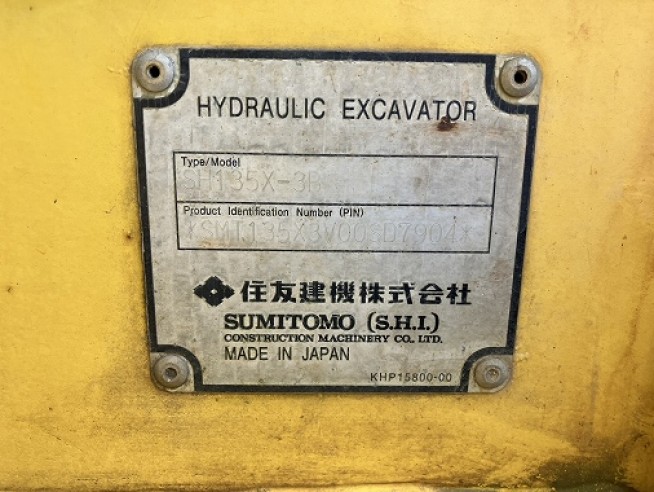 HYDRAULIC EXCAVATOR
Type/Model
SH135X-3B
Product Identification Number (PIN)
住友建機株式会社
SUMITOMO (S.H.I.)
CONSTRUCTION MACHINERY CO., LTD.
MADE IN JAPAN
KHP15800-00